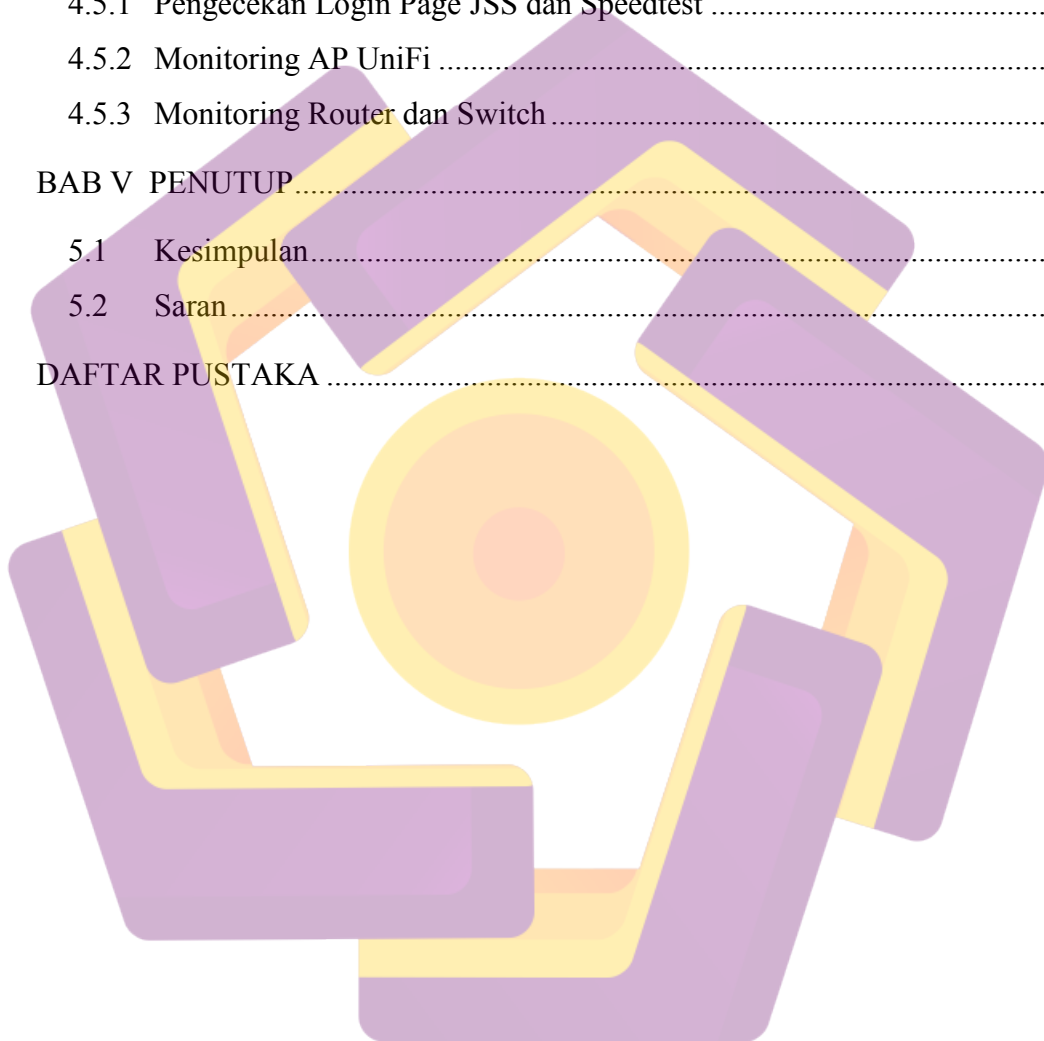 4.5.1 Pengecekan Login Page JSS dan Speedtest ....................................
4.5.2 Monitoring AP UniFi ................................................................
4.5.3 Monitoring Router dan Switch ....................................................
BAB V PENUTUP...............................................................................
5.1 Kesimpulan................................................................................
5.2 Saran ........................................................................................
DAFTAR PUSTAKA ...........................................................................